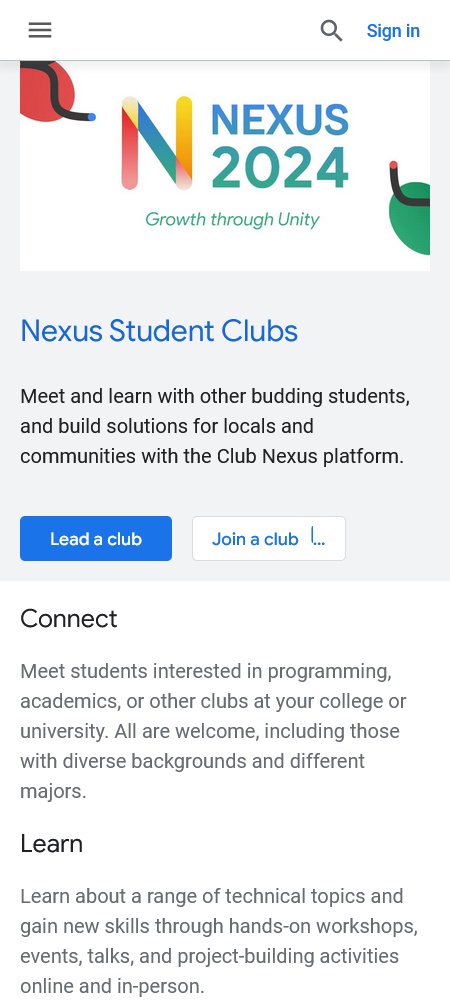 Sign in
NEXUS
2024
Growth through Unity
Nexus Student Clubs
Meet and learn with other budding students,
and build solutions for locals and
communities with the Club Nexus platform.
Lead a club
Join a club
...
Connect
Meet students interested in programming,
academics, or other clubs at your college or
university. All are welcome, including those
with diverse backgrounds and different
majors.
Learn
Learn about a range of technical topics and
gain new skills through hands-on workshops,
events, talks, and project-building activities
online and in-person.